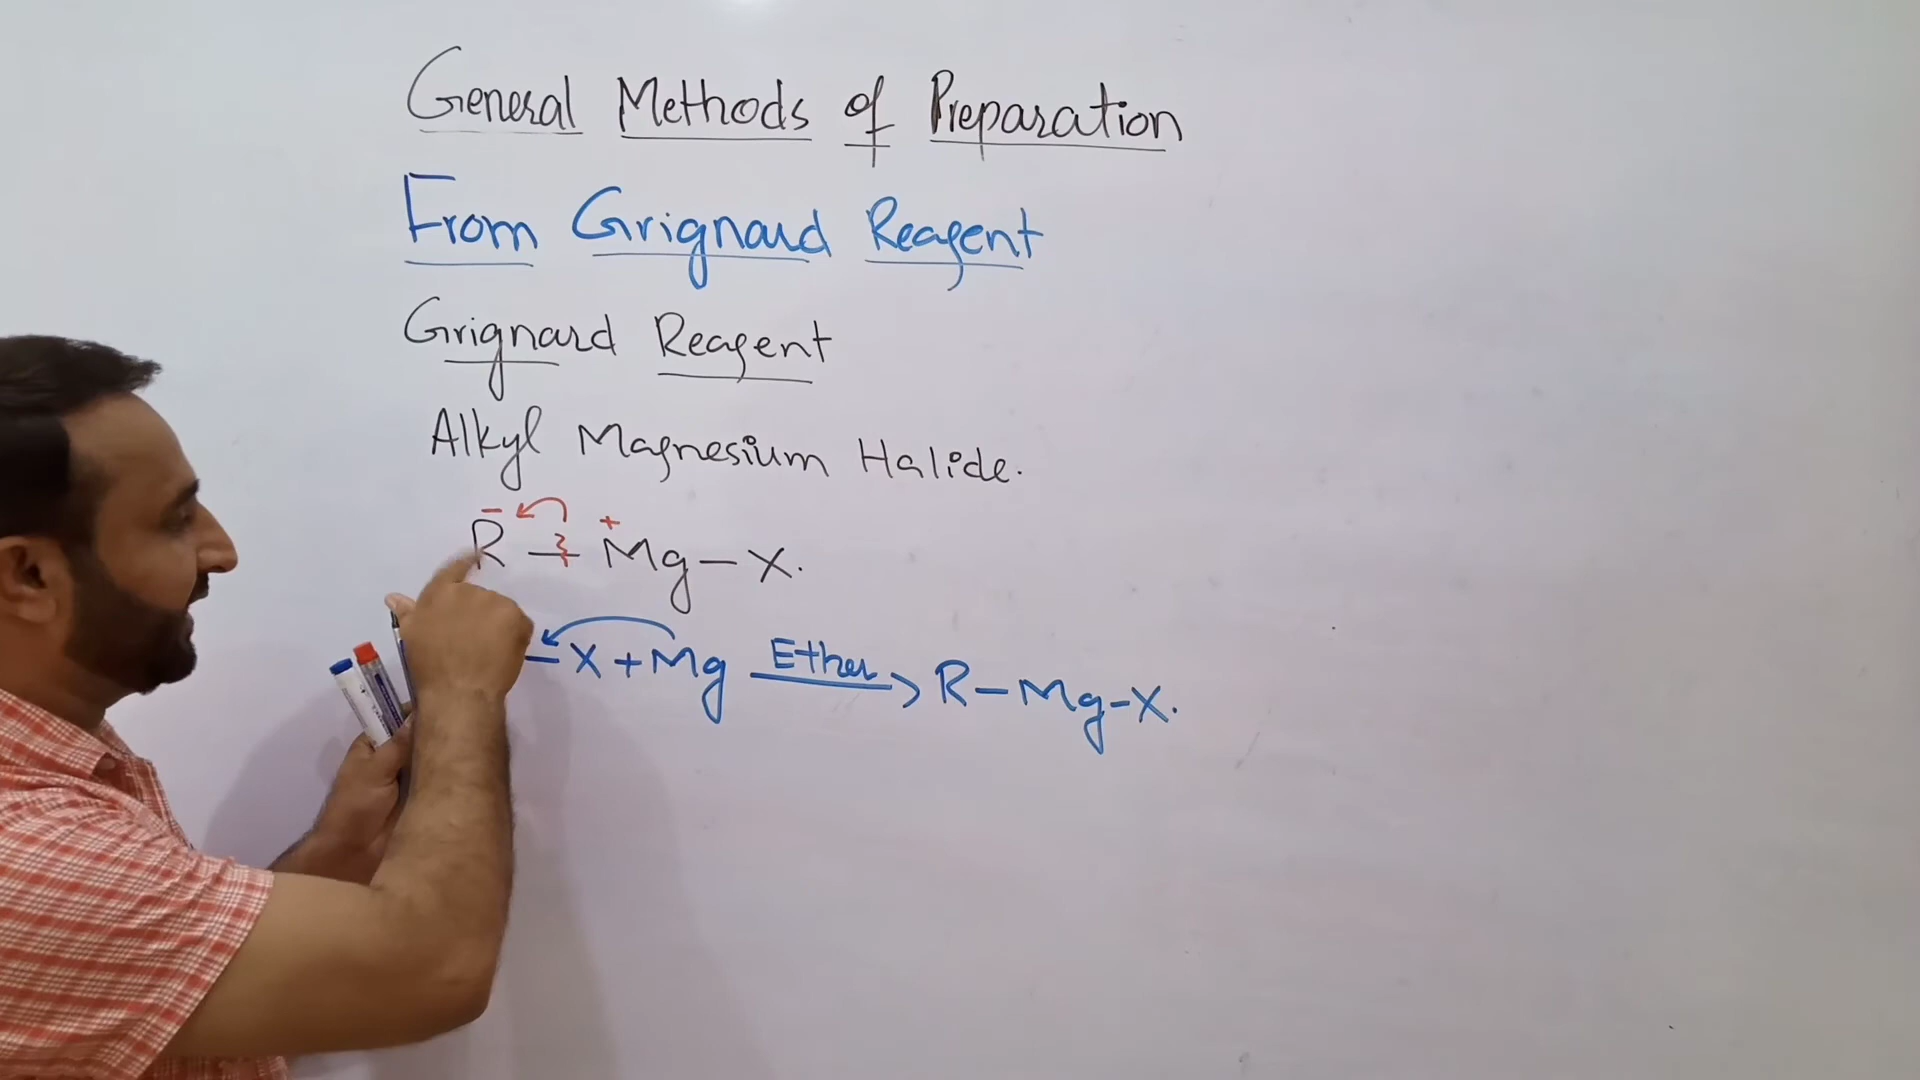 General Methods of Preparation
From Grignard Reagent
Grignard Reagent
Alkyl Magnesium Halide.
- +
R — Mg — X.
— X + Mg Ether → R — Mg — X.